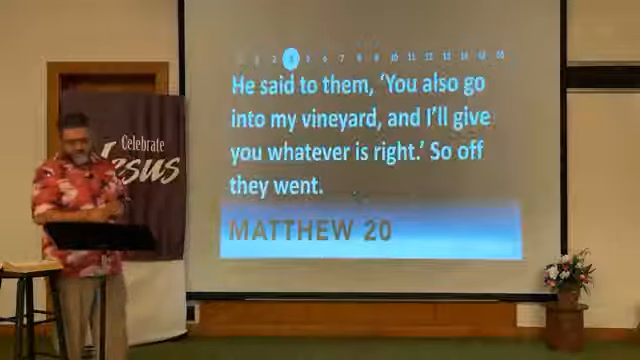 He said to them, ‘You also go
into my vineyard, and I’ll give
you whatever is right.’ So off
they went.
MATTHEW 20
Celebrate
Jesus